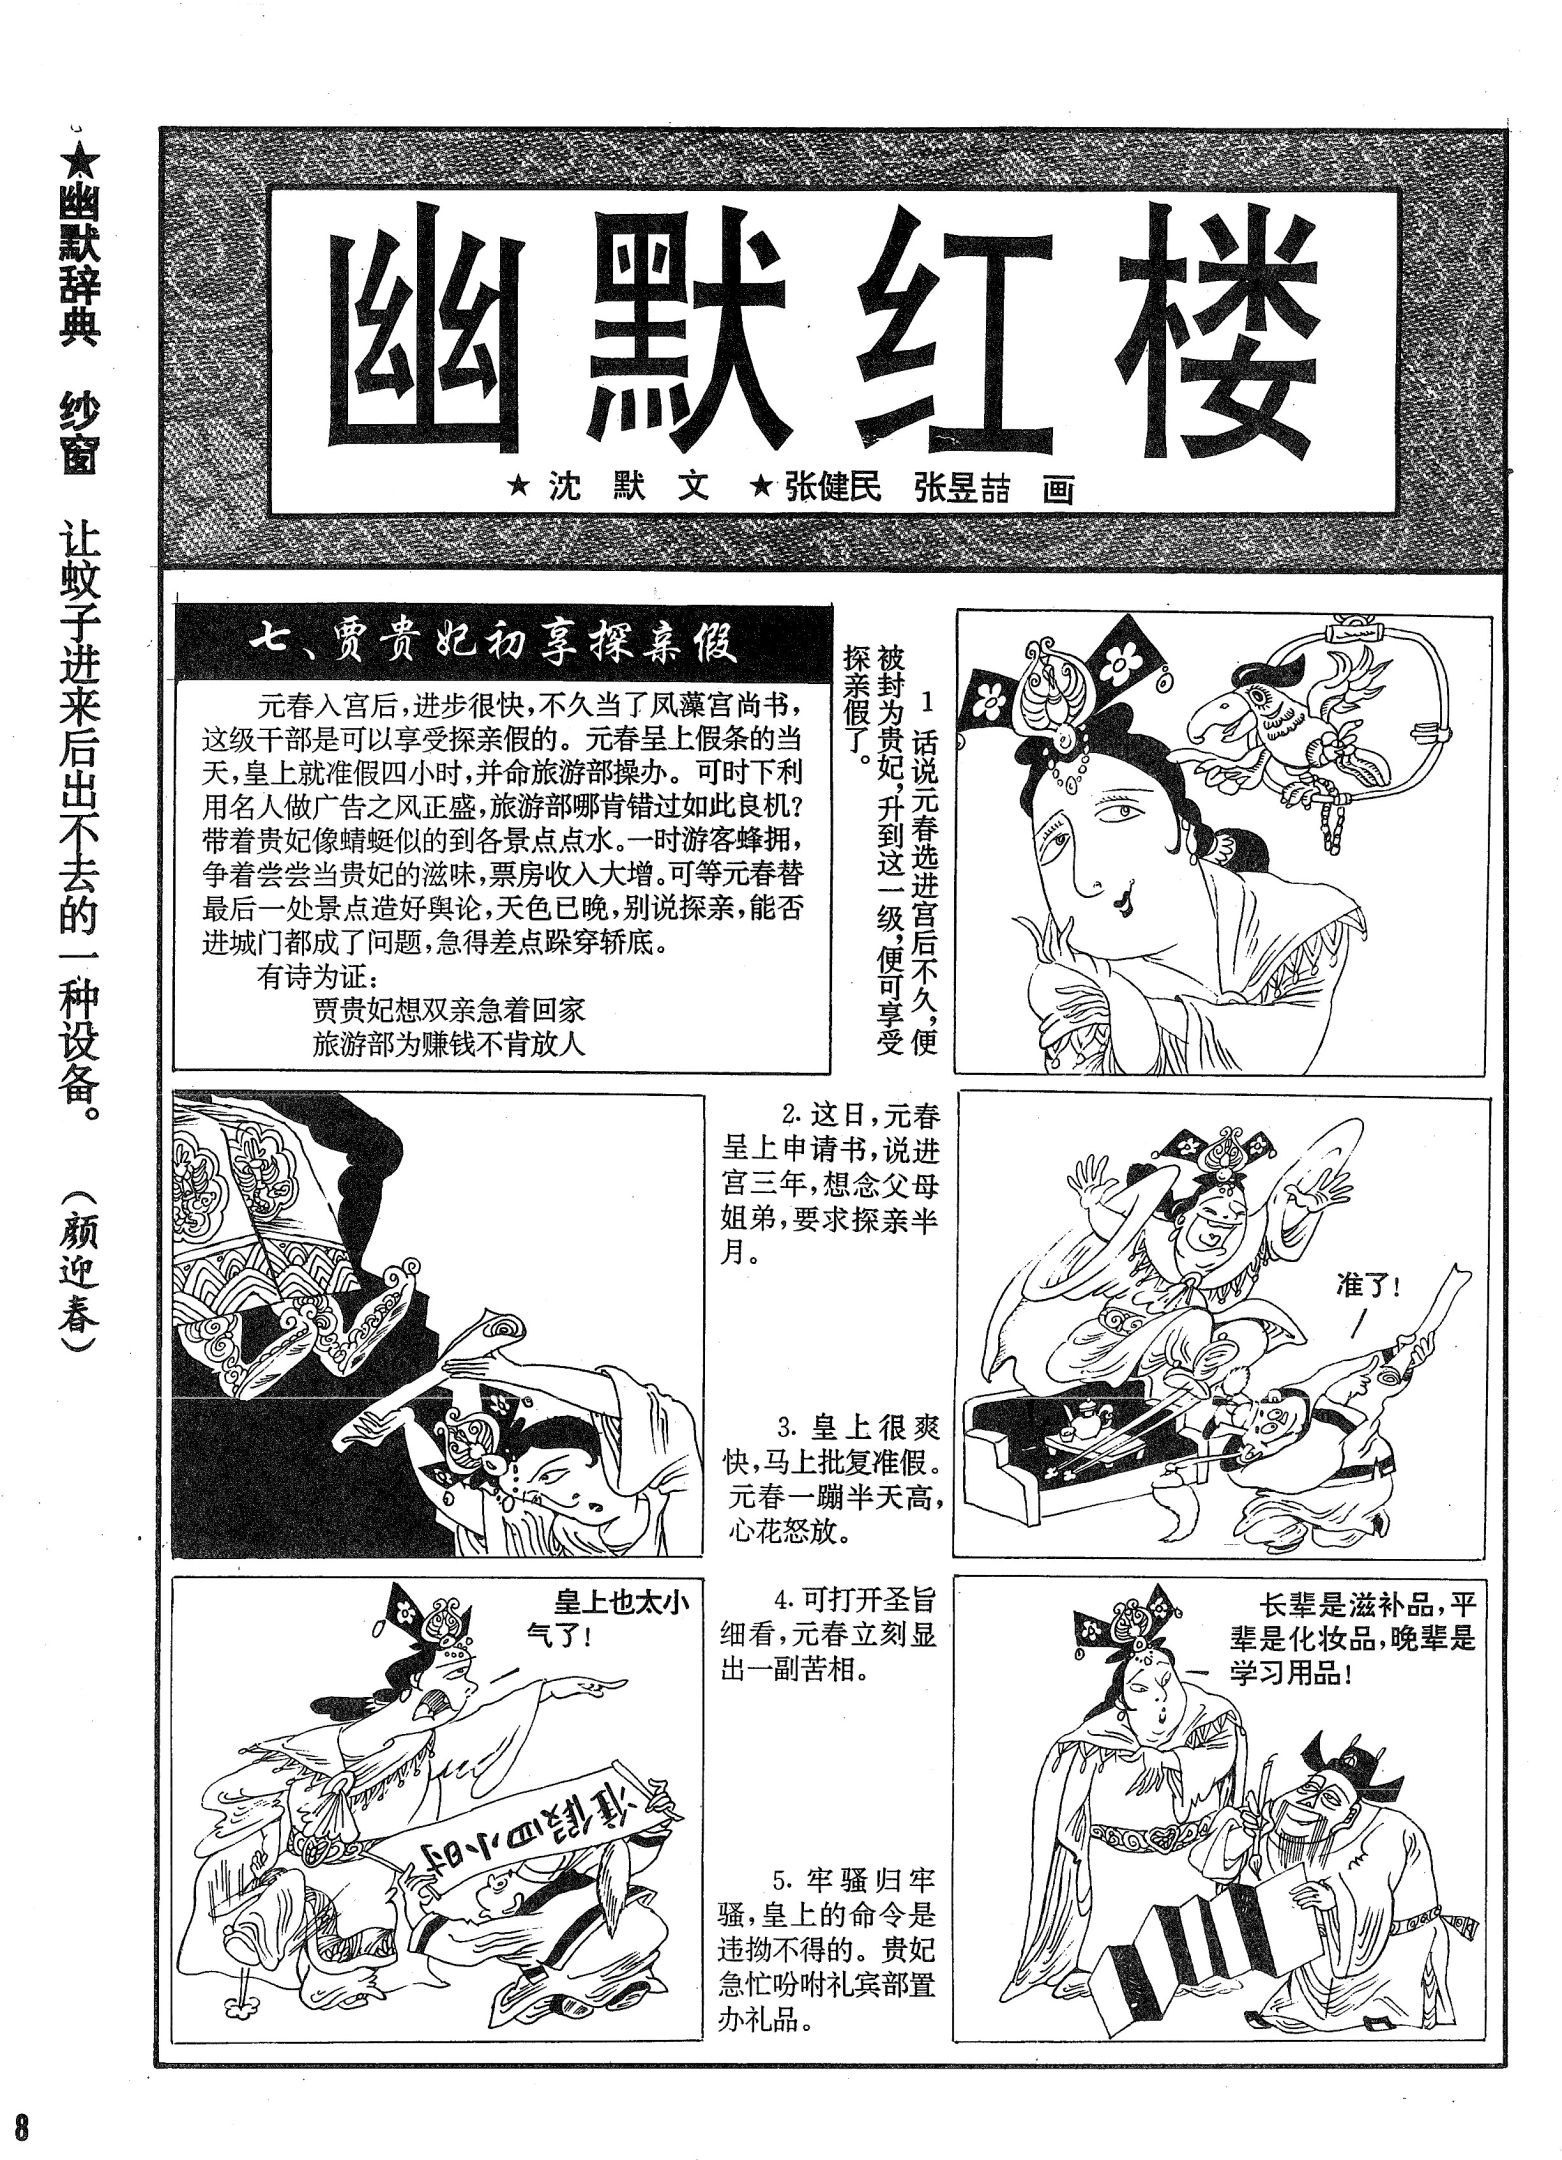 ★幽默辞典　纱窗　让蚊子进来后出不去的一种设备。　（颜迎春）
幽默红楼
★沈　默　文　★张健民　张昱喆　画
七、贾贵妃初享探亲假
元春入宫后，进步很快，不久当了凤藻宫尚书，
这级干部是可以享受探亲假的。元春呈上假条的当
天，皇上就准假四小时，并命旅游部操办。可时下利
用名人做广告之风正盛，旅游部哪肯错过如此良机？
带着贵妃像蜻蜓似的到各景点点水。一时游客蜂拥，
争着尝尝当贵妃的滋味，票房收入大增。可等元春替
最后一处景点造好舆论，天色已晚，别说探亲，能否
进城门都成了问题，急得差点跺穿轿底。
有诗为证：
贾贵妃想双亲急着回家
旅游部为赚钱不肯放人
1 话说元春选进宫后不久，便
被封为贵妃，升到这一级，便可享受
探亲假了。
2. 这日，元春
呈上申请书，说进
宫三年，想念父母
姐弟，要求探亲半
月。
3. 皇上很爽
快，马上批复准假。
元春一蹦半天高，
心花怒放。
准了！
皇上也太小
气了！
准假四小时
4. 可打开圣旨
细看，元春立刻显
出一副苦相。
5. 牢骚归牢
骚，皇上的命令是
违拗不得的。贵妃
急忙吩咐礼宾部置
办礼品。
长辈是滋补品，平
辈是化妆品，晚辈是
学习用品！
8